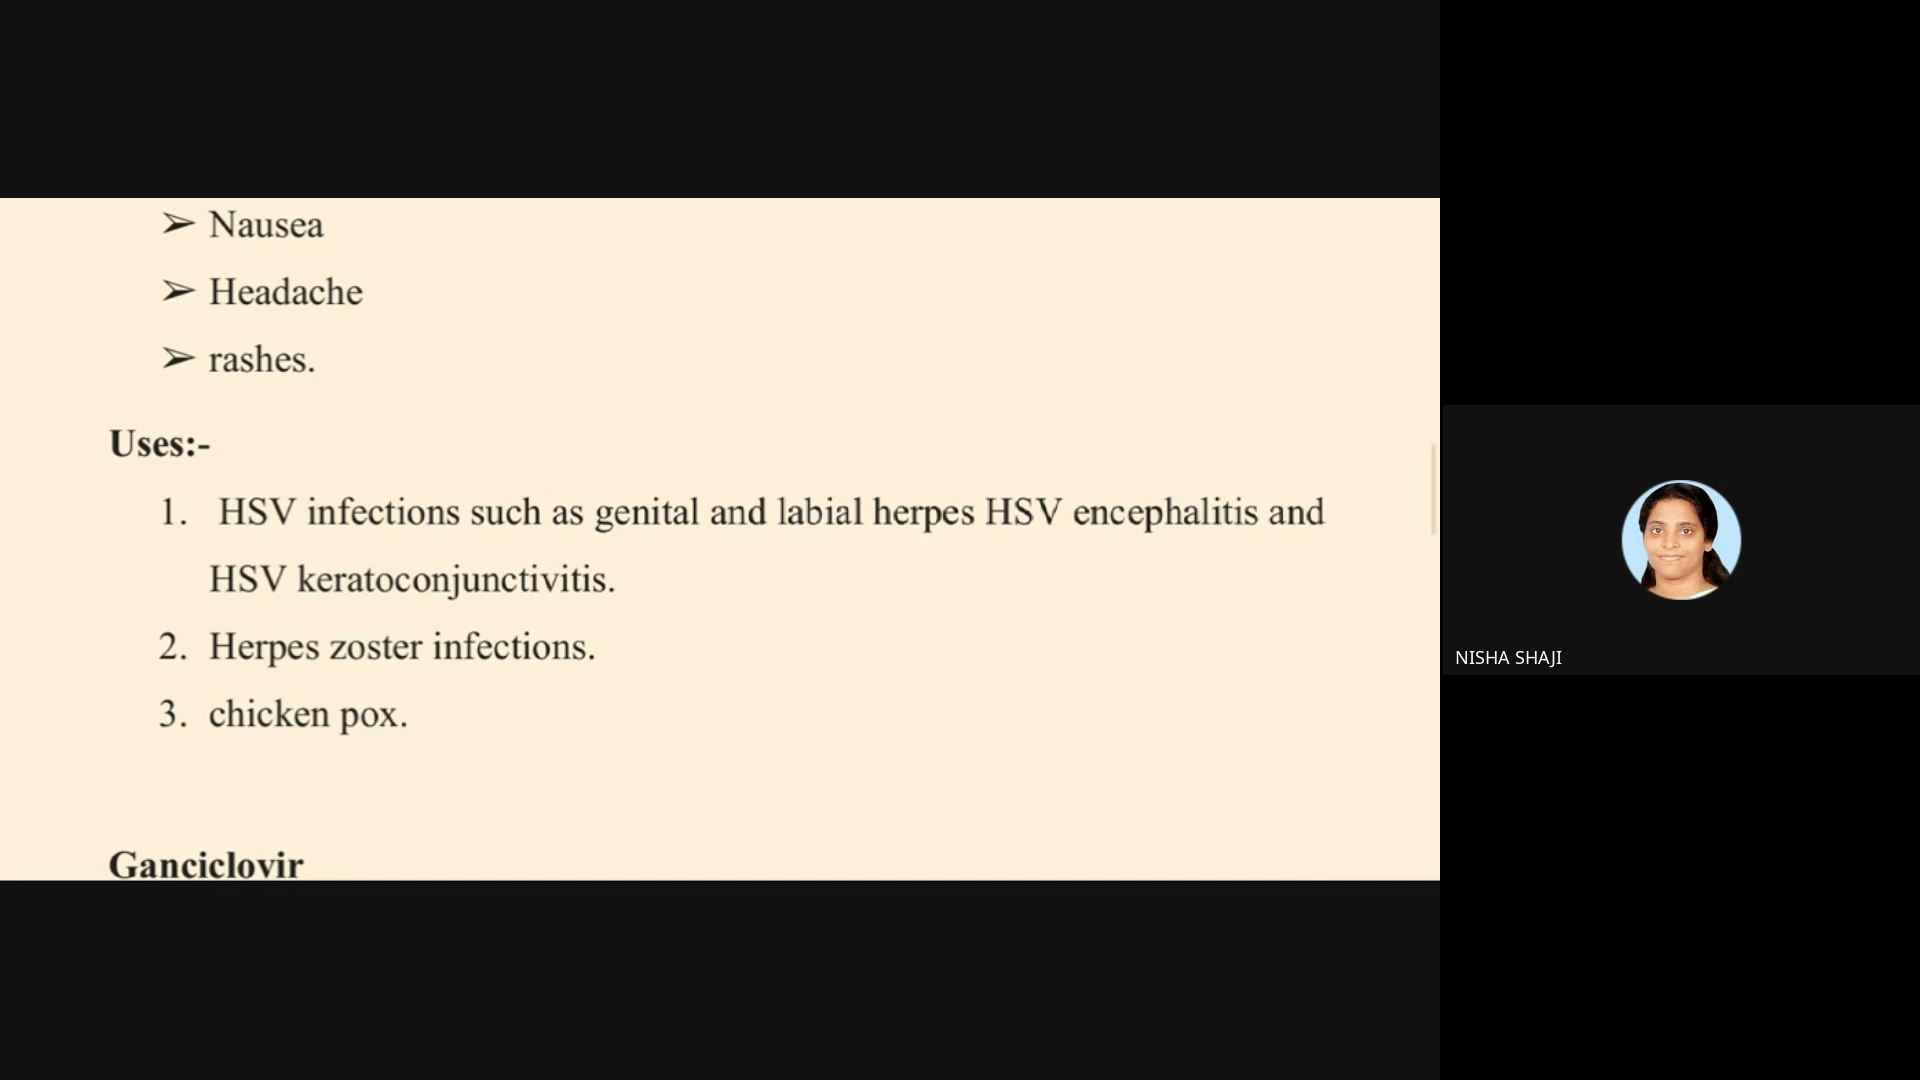 ➢ Nausea
➢ Headache
➢ rashes.
Uses:-
1. HSV infections such as genital and labial herpes HSV encephalitis and
HSV keratoconjunctivitis.
2. Herpes zoster infections.
3. chicken pox.
Ganciclovir
NISHA SHAJI